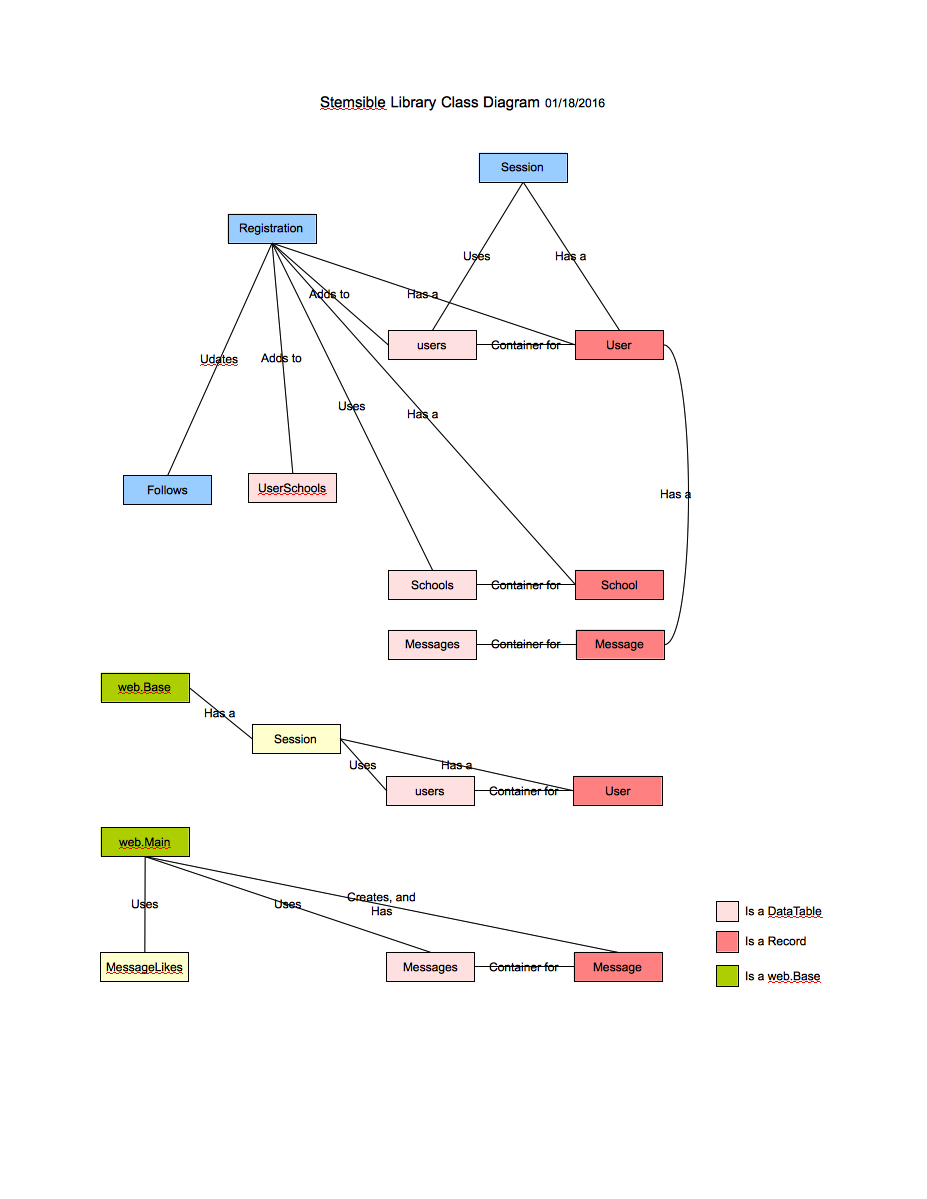 Stemsible Library Class Diagram 01/18/2016
Session
Registration
Uses
Has a
Adds to
Has a
users
Container for
User
Udates
Adds to
Uses
Has a
Follows
UserSchools
Has a
Schools
Container for
School
Messages
Container for
Message
web.Base
Has a
Session
Uses
Has a
users
Container for
User
web.Main
Creates, and
Has
Uses
Uses
MessageLikes
Messages
Container for
Message
Is a DataTable
Is a Record
Is a web.Base